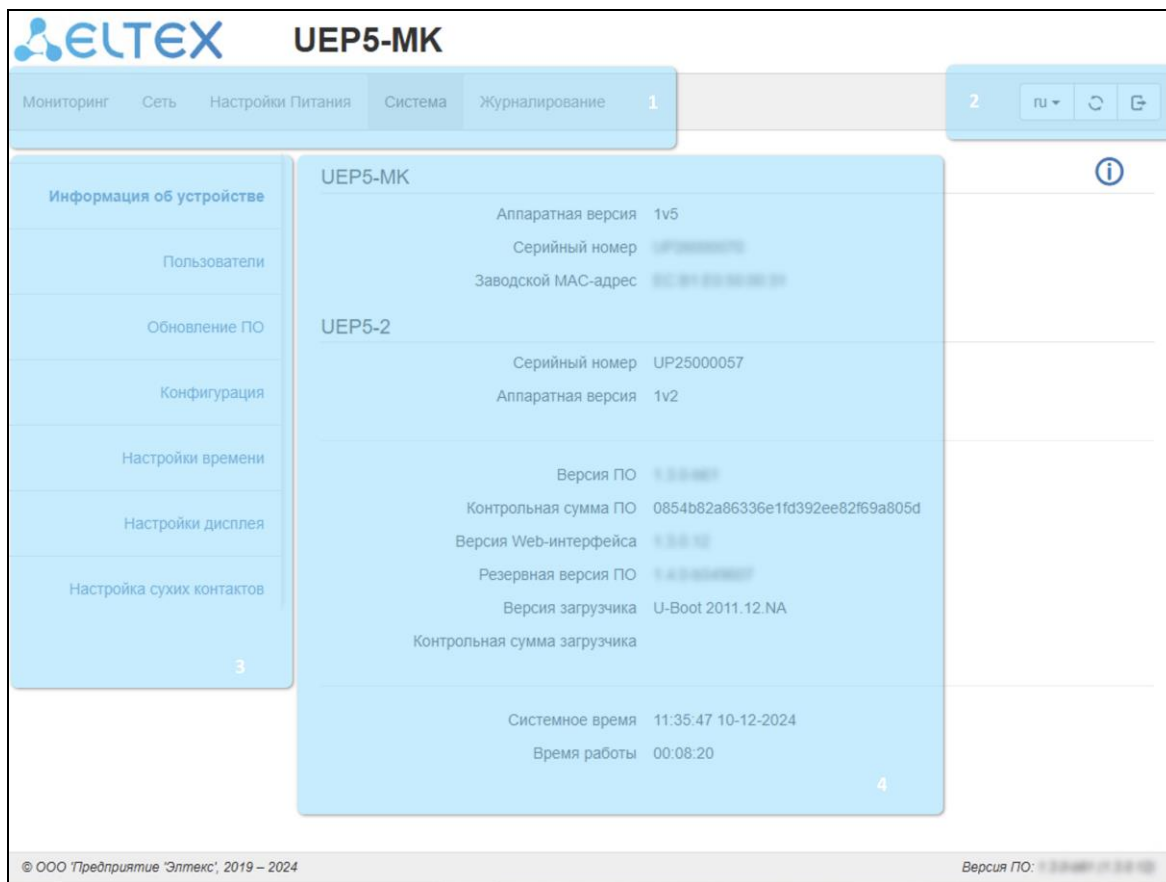 ELTEX UEP5-MK
Мониторинг Сеть Настройки Питания Система Журналирование 1 2 ru
Информация об устройстве
Пользователи
Обновление ПО
Конфигурация
Настройки времени
Настройки дисплея
Настройка сухих контактов
3
UEP5-MK
Аппаратная версия 1v5
Серийный номер
Заводской MAC-адрес
UEP5-2
Серийный номер UP25000057
Аппаратная версия 1v2
Версия ПО
Контрольная сумма ПО 0854b82a86336e1fd392ee82f69a805d
Версия Web-интерфейса
Резервная версия ПО
Версия загрузчика U-Boot 2011.12.NA
Контрольная сумма загрузчика
Системное время 11:35:47 10-12-2024
Время работы 00:08:20
4
© ООО 'Предприятие 'Элтекс', 2019 – 2024 Версия ПО: